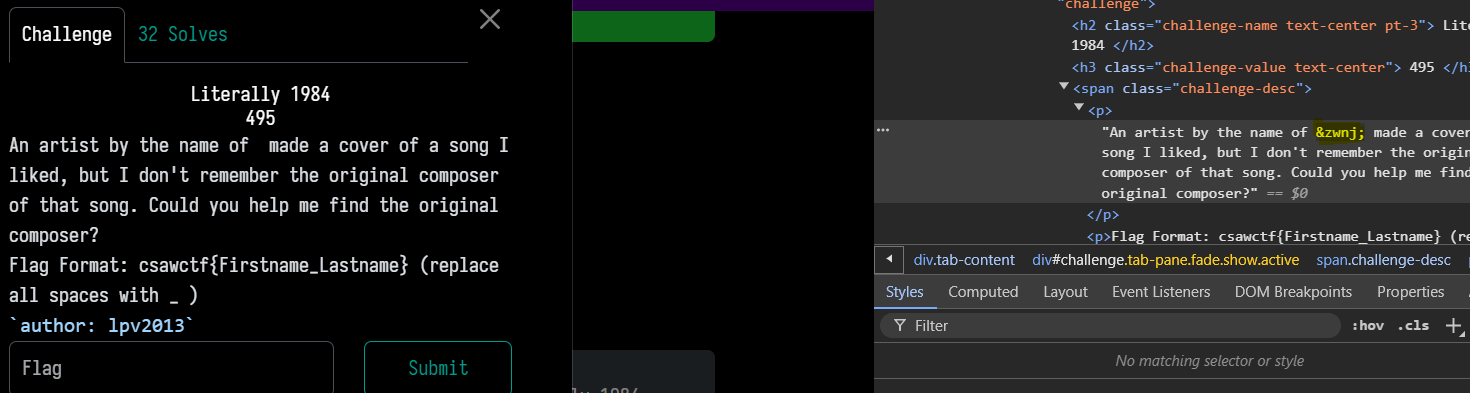 Challenge
32 Solves
Literally 1984
495
An artist by the name of  made a cover of a song I
liked, but I don't remember the original composer
of that song. Could you help me find the original
composer?
Flag Format: csawctf{Firstname_Lastname} (replace
all spaces with _ )
`author: lpv2013`
Flag
Submit
1984
"challenge">
<h2 class="challenge-name text-center pt-3"> Lite
1984 </h2>
<h3 class="challenge-value text-center"> 495 </h
<span class="challenge-desc">
<p>
"An artist by the name of &zwnj; made a cover
song I liked, but I don't remember the origin
composer of that song. Could you help me find
original composer?" == $0
</p>
<p>Flag Format: csawctf{Firstname_Lastname} (rep
div.tab-content div#challenge.tab-pane.fade.show.active span.challenge-desc
Styles Computed Layout Event Listeners DOM Breakpoints Properties
Filter :hov .cls
No matching selector or style